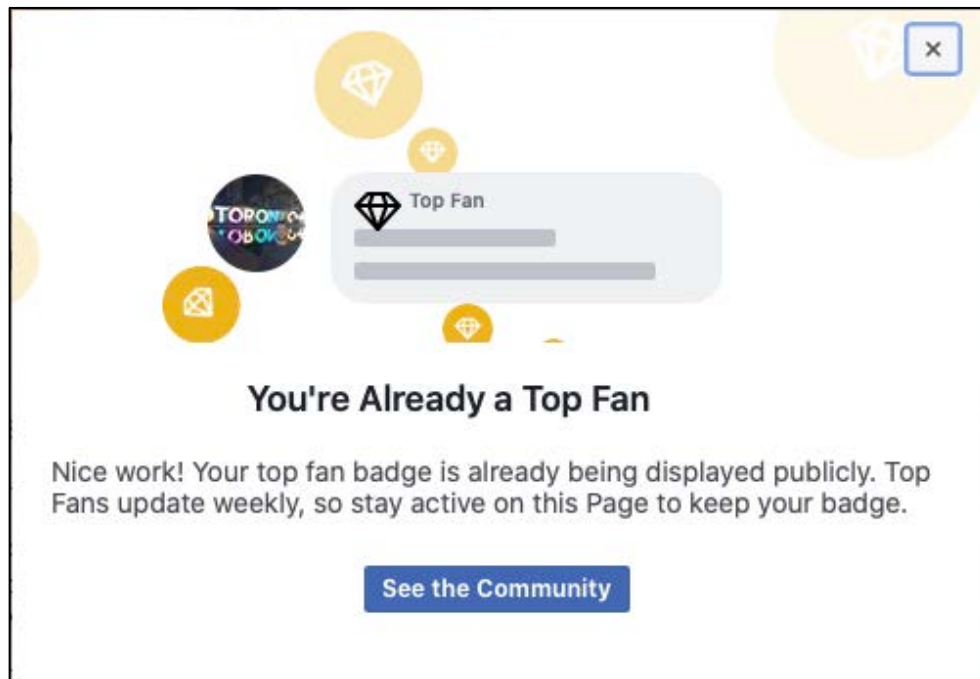 Top Fan
TORONTO
You're Already a Top Fan
Nice work! Your top fan badge is already being displayed publicly. Top
Fans update weekly, so stay active on this Page to keep your badge.
See the Community